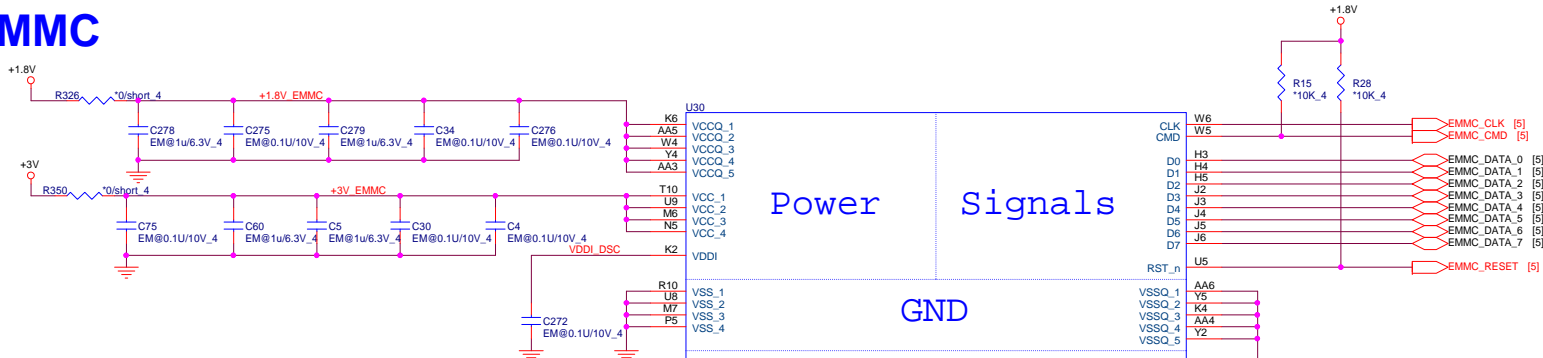 MMC
+1.8V
R326
*0/short_4
+1.8V_EMMC
C278
EM@1u/6.3V_4
C275
EM@0.1U/10V_4
C279
EM@1u/6.3V_4
C34
EM@0.1U/10V_4
C276
EM@0.1U/10V_4
+3V
R350
*0/short_4
+3V_EMMC
C75
EM@0.1U/10V_4
C60
EM@1u/6.3V_4
C5
EM@1u/6.3V_4
C30
EM@0.1U/10V_4
C4
EM@0.1U/10V_4
VDDI_DSC
C272
EM@0.1U/10V_4
U30
K6 VCCQ_1
AA5 VCCQ_2
W4 VCCQ_3
Y4 VCCQ_4
AA3 VCCQ_5
T10 VCC_1
U9 VCC_2
M6 VCC_3
N5 VCC_4
K2 VDDI
R10 VSS_1
U8 VSS_2
M7 VSS_3
P5 VSS_4
Power
Signals
GND
+1.8V
R15
*10K_4
R28
*10K_4
CLK W6 EMMC_CLK [5]
CMD W5 EMMC_CMD [5]
D0 H3 EMMC_DATA_0 [5]
D1 H4 EMMC_DATA_1 [5]
D2 H5 EMMC_DATA_2 [5]
D3 J2 EMMC_DATA_3 [5]
D4 J3 EMMC_DATA_4 [5]
D5 J4 EMMC_DATA_5 [5]
D6 J5 EMMC_DATA_6 [5]
D7 J6 EMMC_DATA_7 [5]
RST_n U5 EMMC_RESET [5]
VSSQ_1 AA6
VSSQ_2 Y5
VSSQ_3 K4
VSSQ_4 AA4
VSSQ_5 Y2